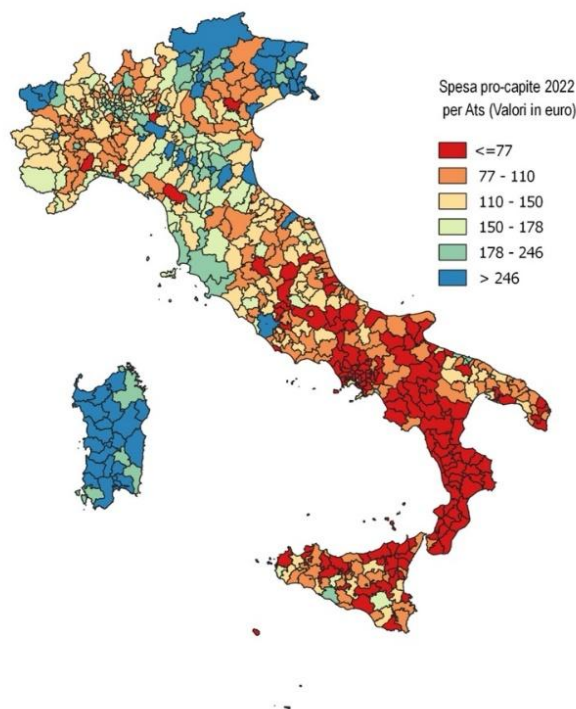 Spesa pro-capite 2022
per Ats (Valori in euro)
<=77
77 - 110
110 - 150
150 - 178
178 - 246
> 246